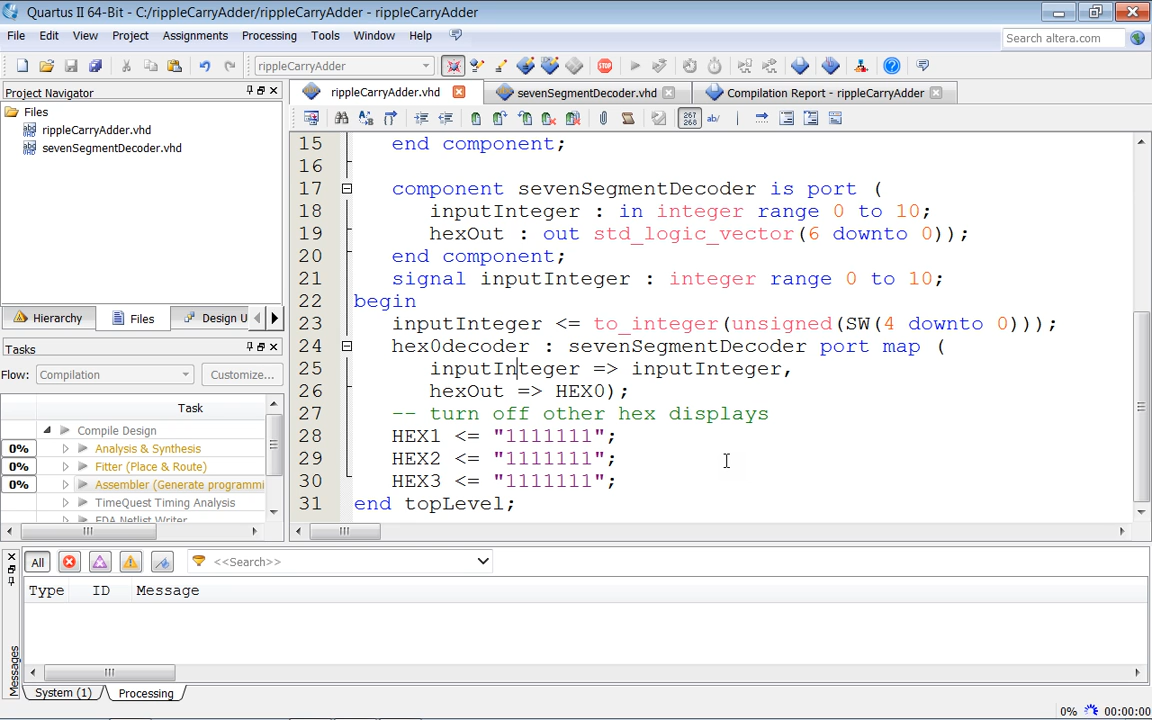 Quartus II 64-Bit - C:/rippleCarryAdder/rippleCarryAdder - rippleCarryAdder
File Edit View Project Assignments Processing Tools Window Help
Search altera.com
rippleCarryAdder
Project Navigator
Files
rippleCarryAdder.vhd
sevenSegmentDecoder.vhd
Hierarchy Files Design U
rippleCarryAdder.vhd sevenSegmentDecoder.vhd Compilation Report - rippleCarryAdder
267
268
ab/
15 end component;
16
17 component sevenSegmentDecoder is port (
18 inputInteger : in integer range 0 to 10;
19 hexOut : out std_logic_vector(6 downto 0));
20 end component;
21 signal inputInteger : integer range 0 to 10;
22 begin
23 inputInteger <= to_integer(unsigned(SW(4 downto 0)));
24 hex0decoder : sevenSegmentDecoder port map (
25 inputInteger => inputInteger,
26 hexOut => HEX0);
27 -- turn off other hex displays
28 HEX1 <= "1111111";
29 HEX2 <= "1111111";
30 HEX3 <= "1111111";
31 end topLevel;
Tasks
Flow: Compilation Customize...
Task
Compile Design
0% Analysis & Synthesis
0% Fitter (Place & Route)
0% Assembler (Generate programmi
TimeQuest Timing Analysis
EDA Netlist Writer
All <<Search>>
Type ID Message
Messages
System (1) Processing
0% 00:00:00